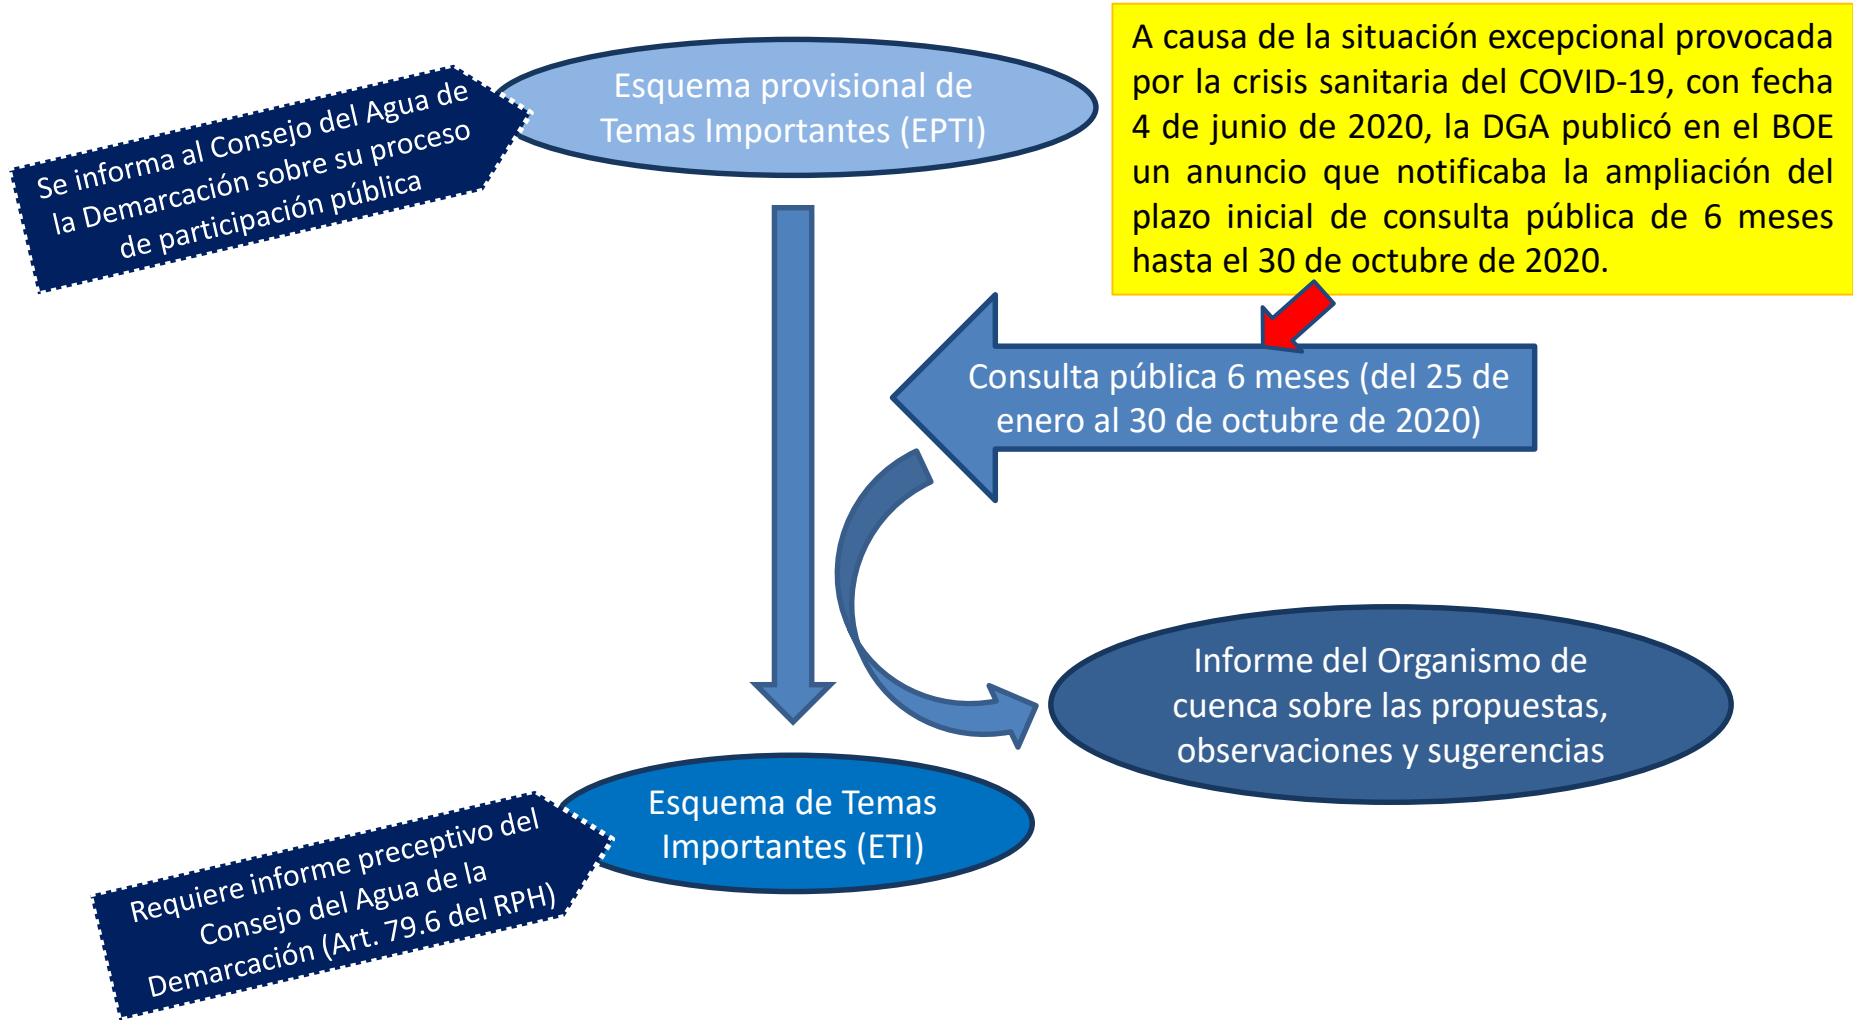 Se informa al Consejo del Agua de
la Demarcación sobre su proceso
de participación pública
Esquema provisional de
Temas Importantes (EPTI)
A causa de la situación excepcional provocada
por la crisis sanitaria del COVID-19, con fecha
4 de junio de 2020, la DGA publicó en el BOE
un anuncio que notificaba la ampliación del
plazo inicial de consulta pública de 6 meses
hasta el 30 de octubre de 2020.
Consulta pública 6 meses (del 25 de
enero al 30 de octubre de 2020)
Informe del Organismo de
cuenca sobre las propuestas,
observaciones y sugerencias
Esquema de Temas
Importantes (ETI)
Requiere informe preceptivo del
Consejo del Agua de la
Demarcación (Art. 79.6 del RPH)